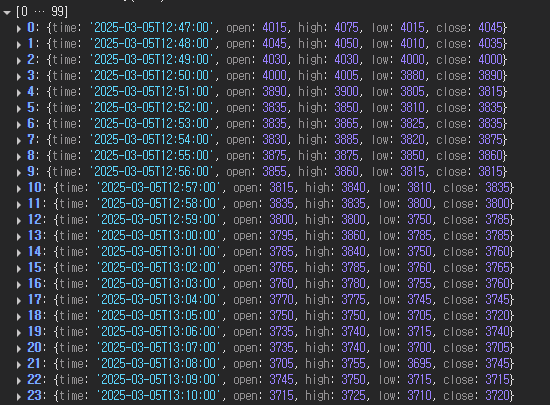 [0 … 99]
0: {time: '2025-03-05T12:47:00', open: 4015, high: 4075, low: 4015, close: 4045}
1: {time: '2025-03-05T12:48:00', open: 4045, high: 4050, low: 4010, close: 4035}
2: {time: '2025-03-05T12:49:00', open: 4030, high: 4030, low: 4000, close: 4000}
3: {time: '2025-03-05T12:50:00', open: 4000, high: 4005, low: 3880, close: 3890}
4: {time: '2025-03-05T12:51:00', open: 3890, high: 3900, low: 3805, close: 3815}
5: {time: '2025-03-05T12:52:00', open: 3835, high: 3850, low: 3810, close: 3835}
6: {time: '2025-03-05T12:53:00', open: 3835, high: 3865, low: 3825, close: 3835}
7: {time: '2025-03-05T12:54:00', open: 3830, high: 3885, low: 3820, close: 3875}
8: {time: '2025-03-05T12:55:00', open: 3875, high: 3875, low: 3850, close: 3860}
9: {time: '2025-03-05T12:56:00', open: 3855, high: 3860, low: 3815, close: 3815}
10: {time: '2025-03-05T12:57:00', open: 3815, high: 3840, low: 3810, close: 3835}
11: {time: '2025-03-05T12:58:00', open: 3835, high: 3835, low: 3800, close: 3800}
12: {time: '2025-03-05T12:59:00', open: 3800, high: 3800, low: 3750, close: 3785}
13: {time: '2025-03-05T13:00:00', open: 3795, high: 3860, low: 3785, close: 3785}
14: {time: '2025-03-05T13:01:00', open: 3785, high: 3840, low: 3750, close: 3760}
15: {time: '2025-03-05T13:02:00', open: 3765, high: 3785, low: 3760, close: 3765}
16: {time: '2025-03-05T13:03:00', open: 3760, high: 3780, low: 3755, close: 3760}
17: {time: '2025-03-05T13:04:00', open: 3770, high: 3775, low: 3745, close: 3745}
18: {time: '2025-03-05T13:05:00', open: 3750, high: 3750, low: 3705, close: 3720}
19: {time: '2025-03-05T13:06:00', open: 3735, high: 3740, low: 3715, close: 3740}
20: {time: '2025-03-05T13:07:00', open: 3735, high: 3740, low: 3700, close: 3705}
21: {time: '2025-03-05T13:08:00', open: 3705, high: 3755, low: 3695, close: 3745}
22: {time: '2025-03-05T13:09:00', open: 3745, high: 3750, low: 3715, close: 3715}
23: {time: '2025-03-05T13:10:00', open: 3715, high: 3725, low: 3710, close: 3720}